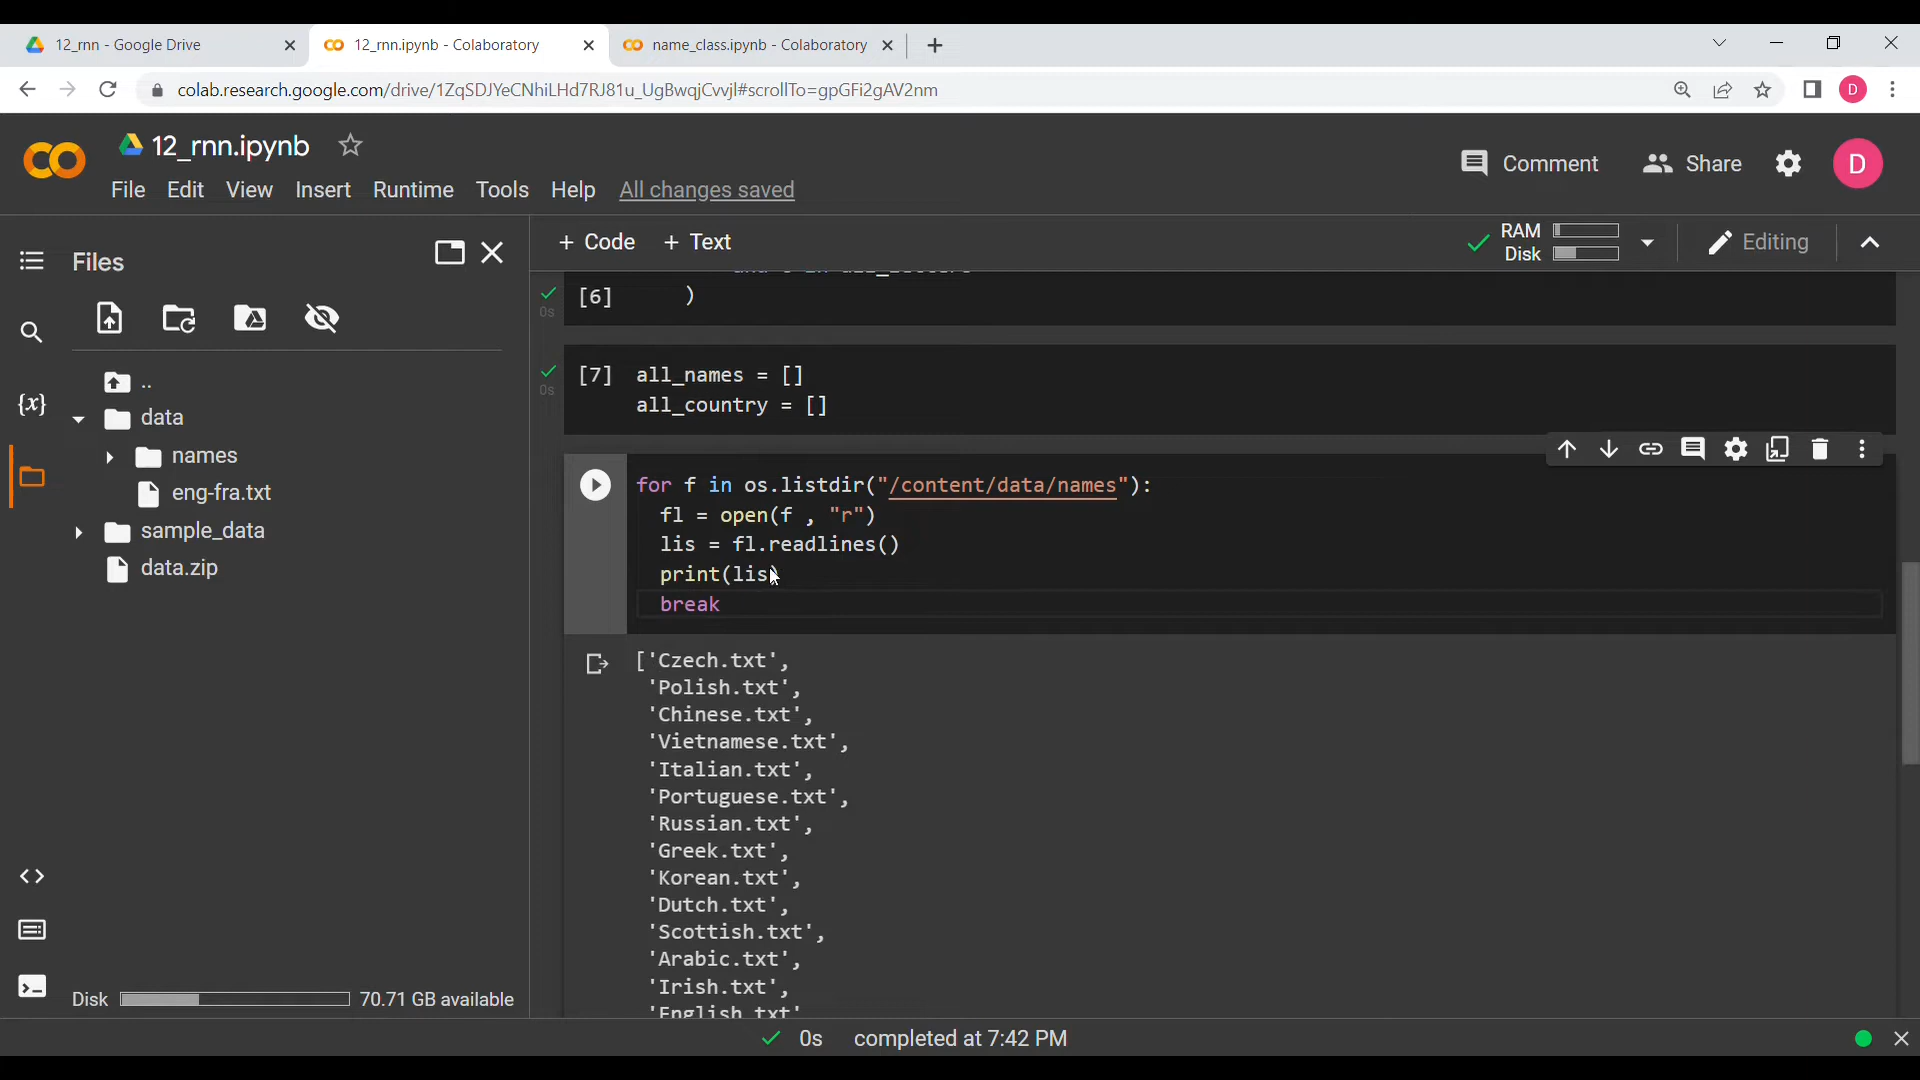 12_rnn - Google Drive
12_rnn.ipynb - Colaboratory
name_class.ipynb - Colaboratory
colab.research.google.com/drive/1ZqSDJYeCNhiLHd7RJ81u_UgBwqjCvvjl#scrollTo=gpGFi2gAV2nm
D
12_rnn.ipynb
File Edit View Insert Runtime Tools Help All changes saved
Comment
Share
D
Files
+ Code + Text
RAM
Disk
Editing
..
data
names
eng-fra.txt
sample_data
data.zip
{x}
Disk 70.71 GB available
0s
[6] )
0s
[7] all_names = []
all_country = []
for f in os.listdir("/content/data/names"):
fl = open(f , "r")
lis = fl.readlines()
print(lis)
break
['Czech.txt',
'Polish.txt',
'Chinese.txt',
'Vietnamese.txt',
'Italian.txt',
'Portuguese.txt',
'Russian.txt',
'Greek.txt',
'Korean.txt',
'Dutch.txt',
'Scottish.txt',
'Arabic.txt',
'Irish.txt',
'English.txt'
0s completed at 7:42 PM